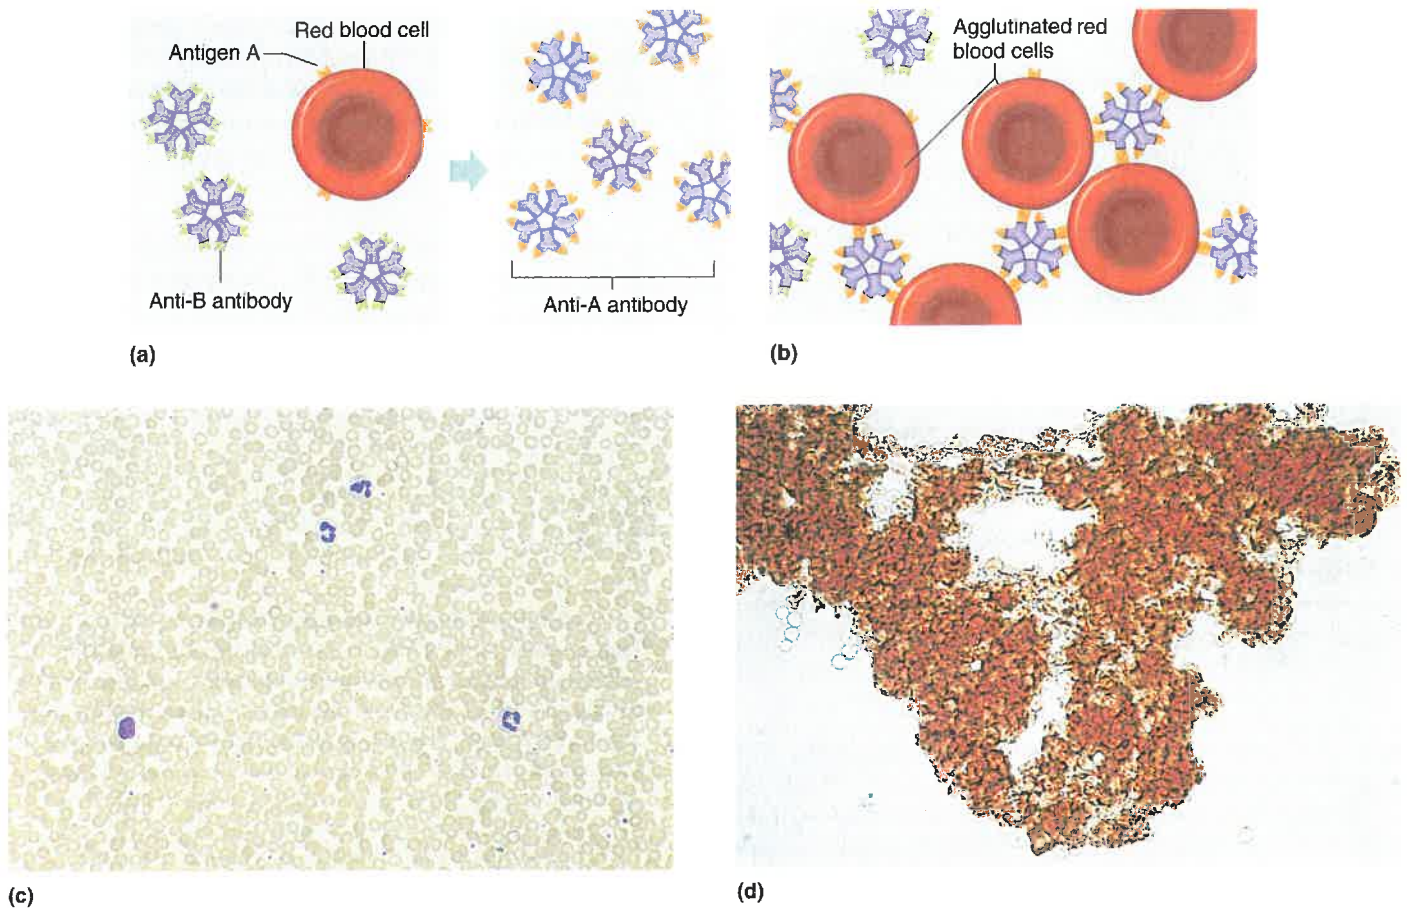 Red blood cell
Antigen A
Anti-B antibody
Anti-A antibody
(a)
Agglutinated red
blood cells
(b)
(c)
(d)